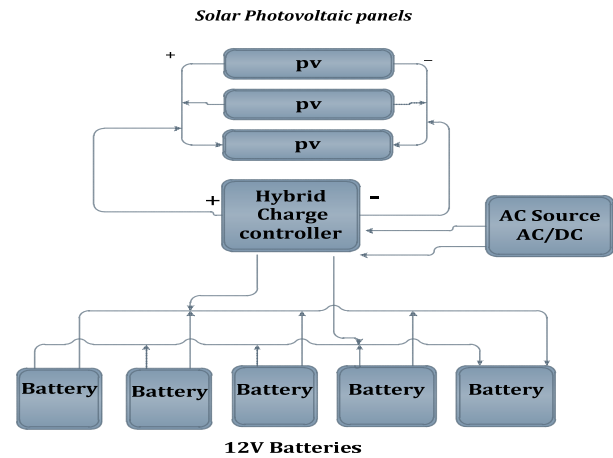 Solar Photovoltaic panels
+ –
pv
pv
pv
+ -
Hybrid
Charge
controller
AC Source
AC/DC
Battery Battery Battery Battery Battery
12V Batteries